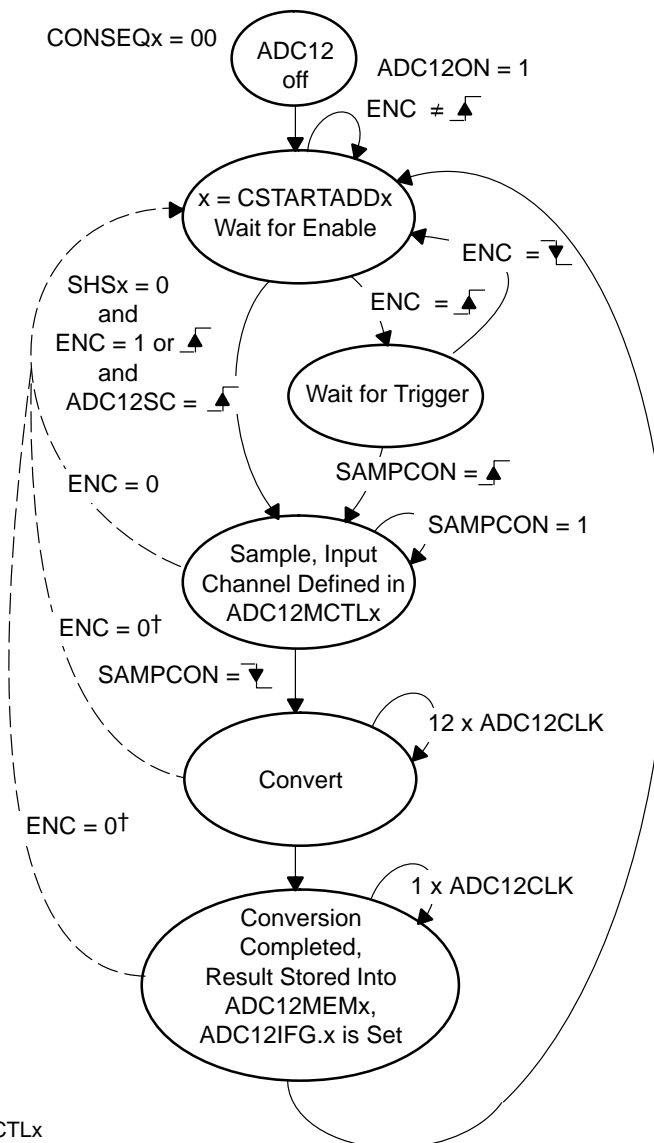 CONSEQx = 00
ADC12
off
ADC12ON = 1
ENC ≠
x = CSTARTADDx
Wait for Enable
ENC =
SHSx = 0
and
ENC = 1 or
and
ADC12SC =
ENC =
Wait for Trigger
SAMPCON =
ENC = 0
SAMPCON = 1
Sample, Input
Channel Defined in
ADC12MCTLx
ENC = 0†
SAMPCON =
12 x ADC12CLK
Convert
ENC = 0†
1 x ADC12CLK
Conversion
Completed,
Result Stored Into
ADC12MEMx,
ADC12IFG.x is Set
CTLx